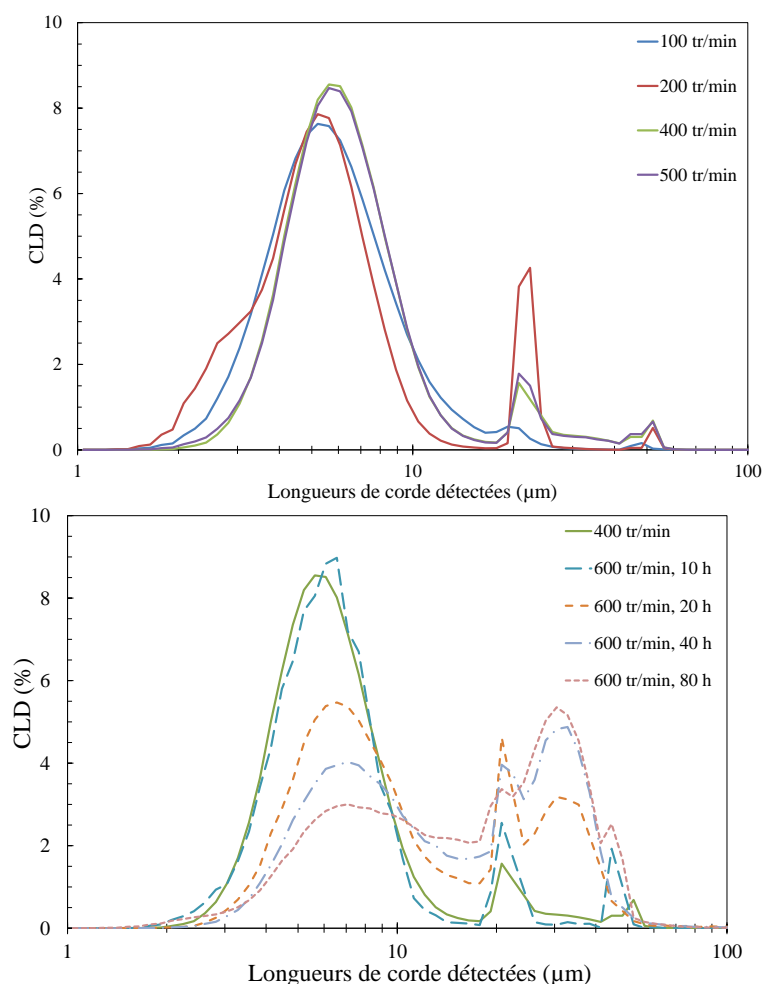 10
8
6
4
2
0
CLD (%)
100 tr/min
200 tr/min
400 tr/min
500 tr/min
1
10
100
Longueurs de corde détectées (µm)
10
8
6
4
2
0
CLD (%)
400 tr/min
600 tr/min, 10 h
600 tr/min, 20 h
600 tr/min, 40 h
600 tr/min, 80 h
1
10
100
Longueurs de corde détectées (µm)